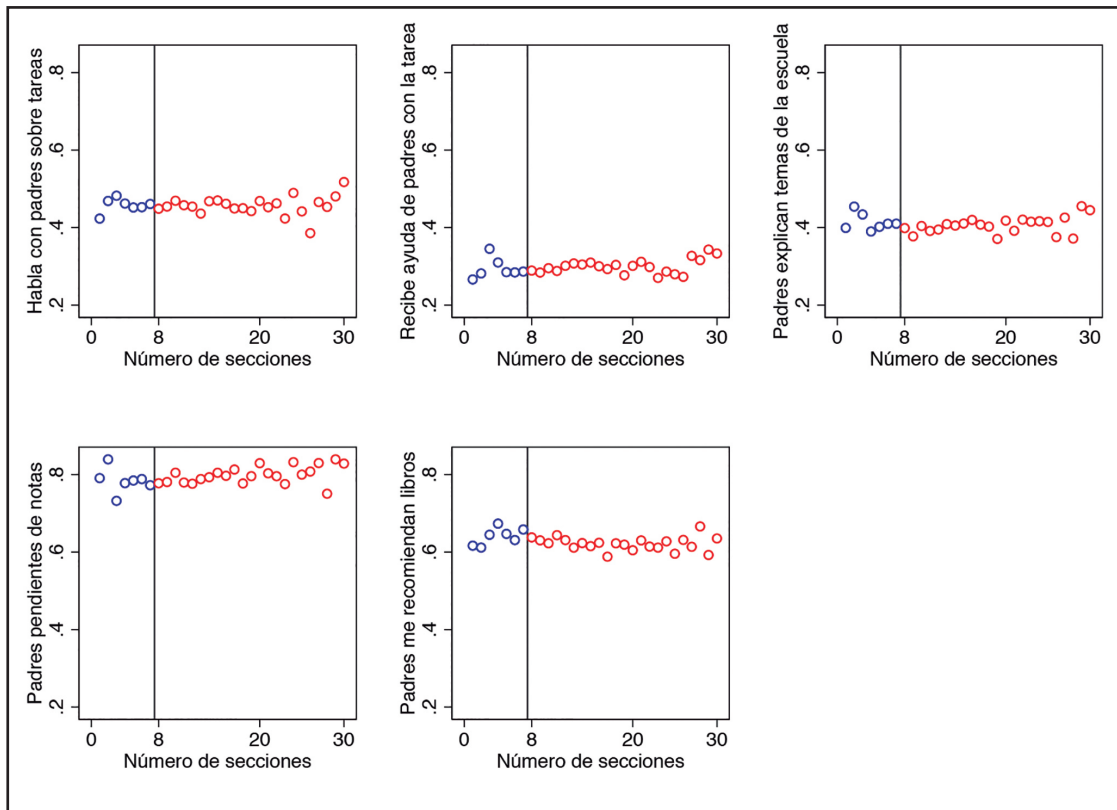 Habla con padres sobre tareas
.8
.6
.4
.2
0 8 20 30
Número de secciones
Recibe ayuda de padres con la tarea
.8
.6
.4
.2
0 8 20 30
Número de secciones
Padres explican temas de la escuela
.8
.6
.4
.2
0 8 20 30
Número de secciones
Padres pendientes de notas
.8
.6
.4
.2
0 8 20 30
Número de secciones
Padres me recomiendan libros
.8
.6
.4
.2
0 8 20 30
Número de secciones